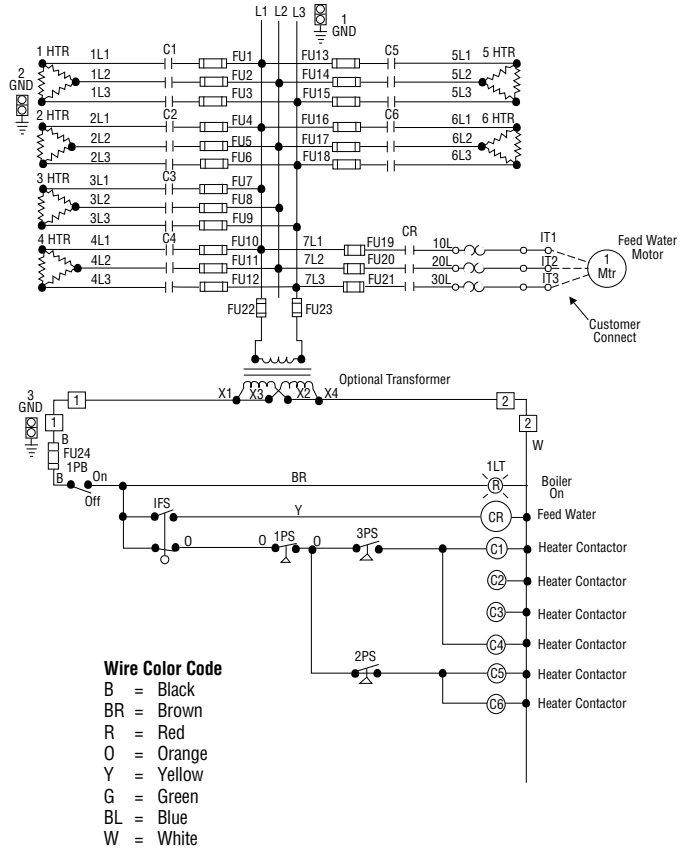 L1 L2 L3 1
GND
1 HTR 1L1 C1 FU1 FU13 C5 5L1 5 HTR
2
GND
1L2 FU2 FU14 5L2
1L3 FU3 FU15 5L3
2 HTR 2L1 C2 FU4 FU16 C6 6L1 6 HTR
2L2 FU5 FU17 6L2
2L3 FU6 FU18 6L3
3 HTR 3L1 C3 FU7
3L2 FU8
3L3 FU9
4 HTR 4L1 C4 FU10 7L1 FU19 CR 10L IT1
4L2 FU11 7L2 FU20 20L IT2
4L3 FU12 7L3 FU21 30L IT3
Feed Water
Motor
1
Mtr
FU22 FU23
Customer
Connect
Optional Transformer
X1 X3 X2 X4
3
GND
1 2
1 2
B W
FU24
1PB
B On
Off
BR 1LT
R
Boiler
On
IFS Y CR Feed Water
O O 1PS O 3PS C1 Heater Contactor
C2 Heater Contactor
C3 Heater Contactor
C4 Heater Contactor
2PS C5 Heater Contactor
C6 Heater Contactor
Wire Color Code
B = Black
BR = Brown
R = Red
O = Orange
Y = Yellow
G = Green
BL = Blue
W = White